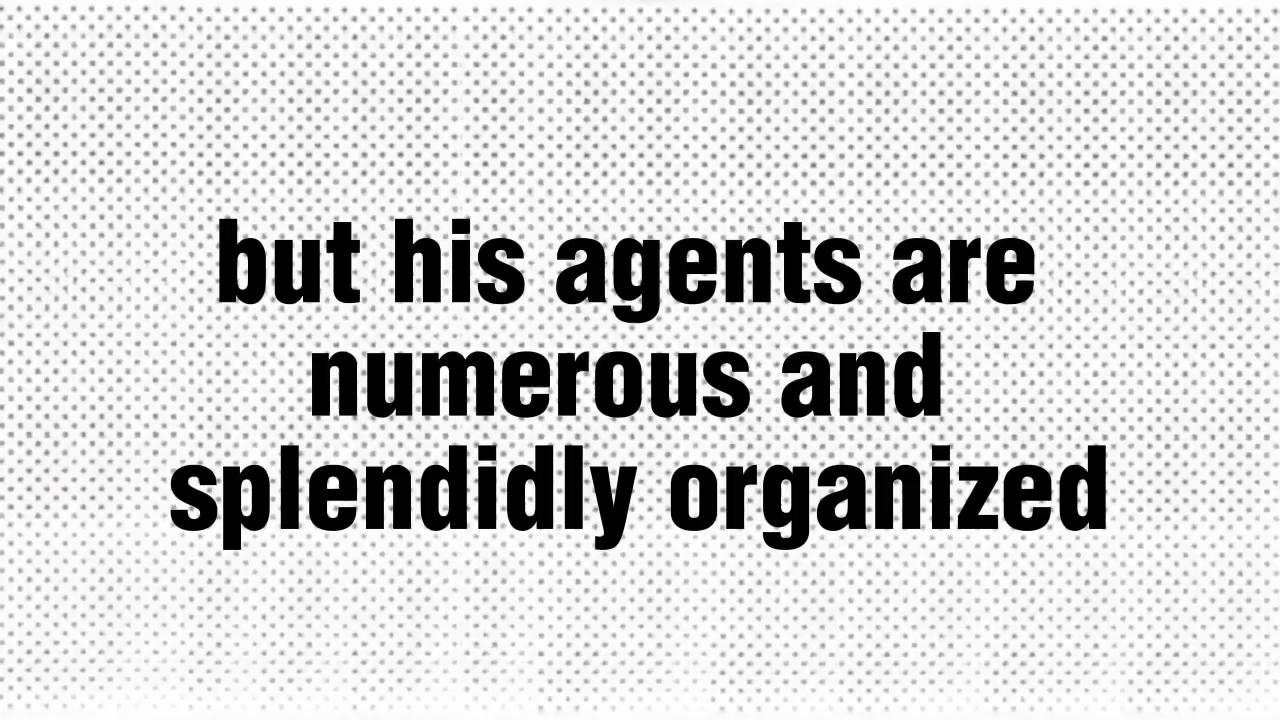 but his agents are
numerous and
splendidly organized